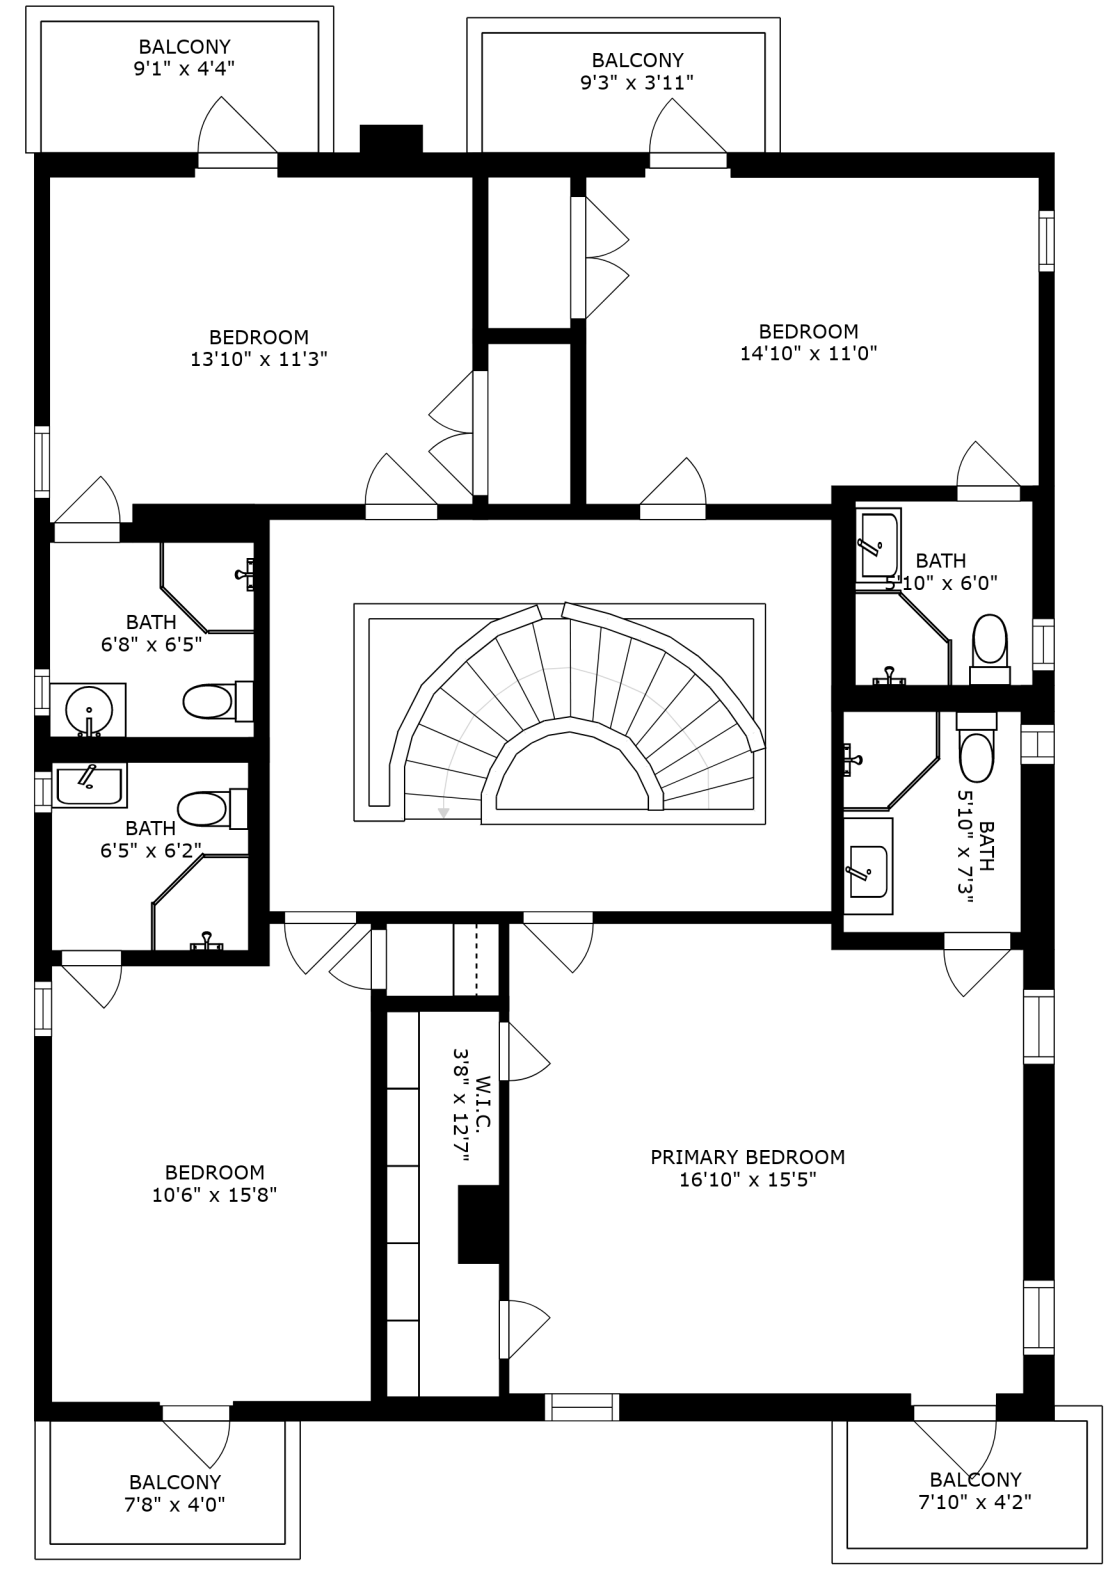 BALCONY
9'1" x 4'4"
BALCONY
9'3" x 3'11"
BEDROOM
13'10" x 11'3"
BEDROOM
14'10" x 11'0"
BATH
5'10" x 6'0"
BATH
6'8" x 6'5"
BATH
6'5" x 6'2"
BATH
5'10" x 7'3"
W.I.C.
3'8" x 12'7"
PRIMARY BEDROOM
16'10" x 15'5"
BEDROOM
10'6" x 15'8"
BALCONY
7'8" x 4'0"
BALCONY
7'10" x 4'2"